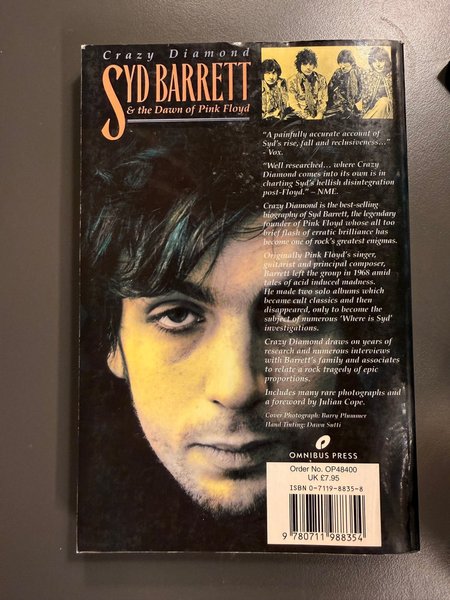 Crazy Diamond
SYD BARRETT
& the Dawn of Pink Floyd
"A painfully accurate account of
Syd's rise, fall and reclusiveness..."
- Vox.
"Well researched... where Crazy
Diamond comes into its own is in
charting Syd's hellish disintegration
post-Floyd." – NME.
Crazy Diamond is the best-selling
biography of Syd Barrett, the legendary
founder of Pink Floyd whose all too
brief flash of erratic brilliance has
become one of rock's greatest enigmas.
Originally Pink Floyd's singer,
guitarist and principal composer,
Barrett left the group in 1968 amid
tales of acid induced madness.
He made two solo albums which
became cult classics and then
disappeared, only to become the
subject of numerous 'Where is Syd'
investigations.
Crazy Diamond draws on years of
research and numerous interviews
with Barrett's family and associates
to relate a rock tragedy of epic
proportions.
Includes many rare photographs and
a foreword by Julian Cope.
Cover Photograph: Barry Plummer
Hand Tinting: Dawn Sutti
OMNIBUS PRESS
Order No. OP48400
UK £7.95
ISBN 0-7119-8835-8
9 780711 988354